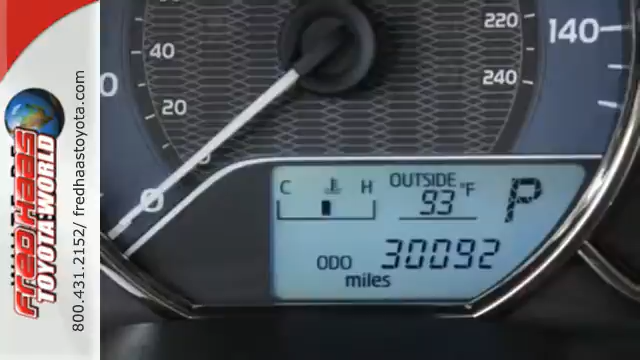 FRED HAAS
TOYOTA WORLD
800.431.2152/ fredhaastoyota.com
40
20
0
220
240
140
C H
OUTSIDE
93 °F
P
ODO 30092
miles